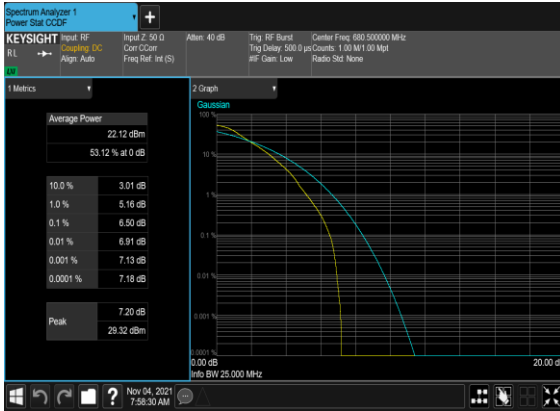 Spectrum Analyzer 1
Power Stat CCDF
+
KEYSIGHT
RL
Input: RF
Coupling: DC
Align: Auto
Input Z: 50 Ω
Corr CCorr
Freq Ref: Int (S)
Atten: 40 dB
Trig: RF Burst
Trig Delay: 500.0 µs
#IF Gain: Low
Center Freq: 680.500000 MHz
Counts: 1.00 M/1.00 Mpt
Radio Std: None
1 Metrics
Average Power
22.12 dBm
53.12 % at 0 dB
10.0 % 3.01 dB
1.0 % 5.16 dB
0.1 % 6.50 dB
0.01 % 6.91 dB
0.001 % 7.13 dB
0.0001 % 7.18 dB
Peak
7.20 dB
29.32 dBm
2 Graph
Gaussian
100 %
10 %
1 %
0.1 %
0.01 %
0.001 %
0.0001 %
0.00 dB
20.00 d
Info BW 25.000 MHz
?
Nov 04, 2021
7:58:30 AM